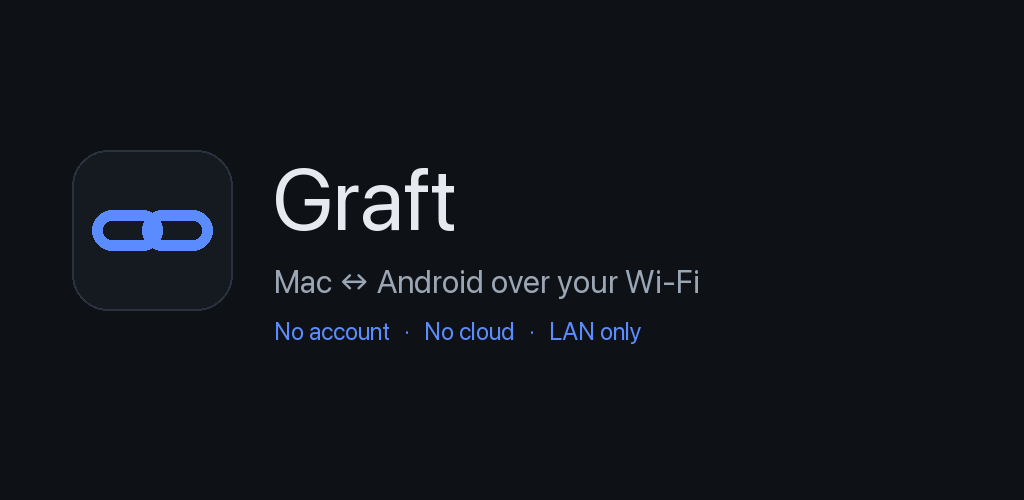 Graft
Mac ↔ Android over your Wi-Fi
No account · No cloud · LAN only